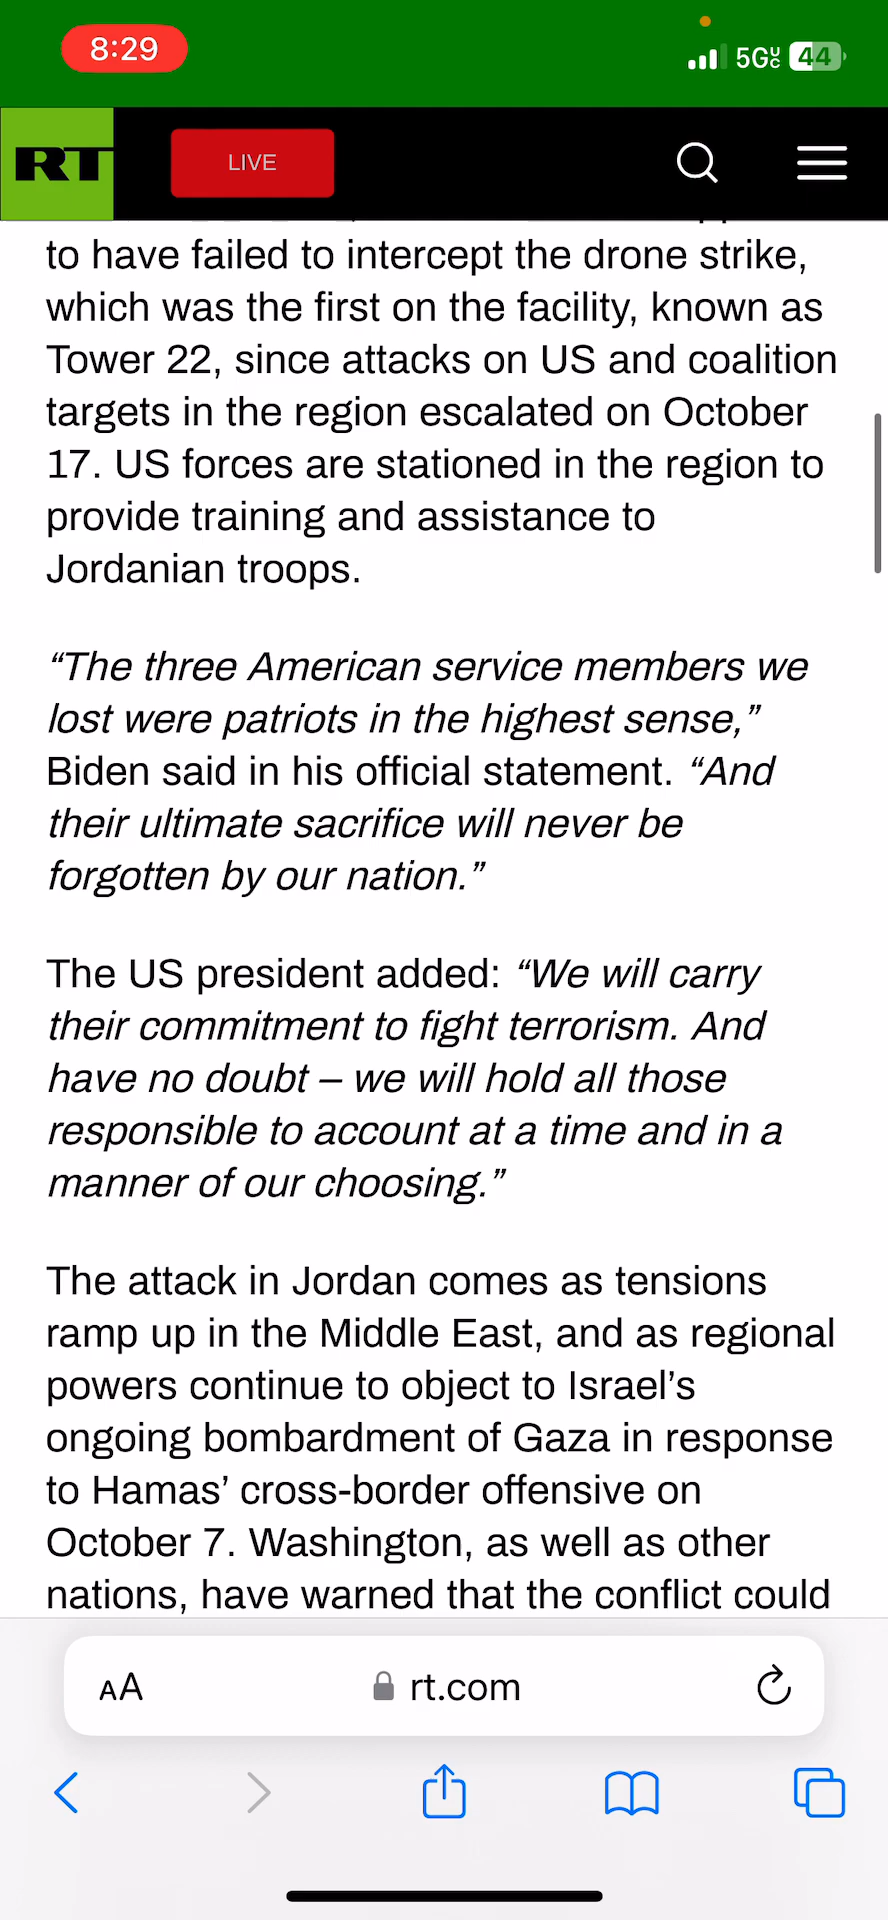 8:29
5G 44
RT
LIVE
to have failed to intercept the drone strike,
which was the first on the facility, known as
Tower 22, since attacks on US and coalition
targets in the region escalated on October
17. US forces are stationed in the region to
provide training and assistance to
Jordanian troops.
“The three American service members we
lost were patriots in the highest sense,”
Biden said in his official statement. “And
their ultimate sacrifice will never be
forgotten by our nation.”
The US president added: “We will carry
their commitment to fight terrorism. And
have no doubt – we will hold all those
responsible to account at a time and in a
manner of our choosing.”
The attack in Jordan comes as tensions
ramp up in the Middle East, and as regional
powers continue to object to Israel’s
ongoing bombardment of Gaza in response
to Hamas’ cross-border offensive on
October 7. Washington, as well as other
nations, have warned that the conflict could
AA
rt.com